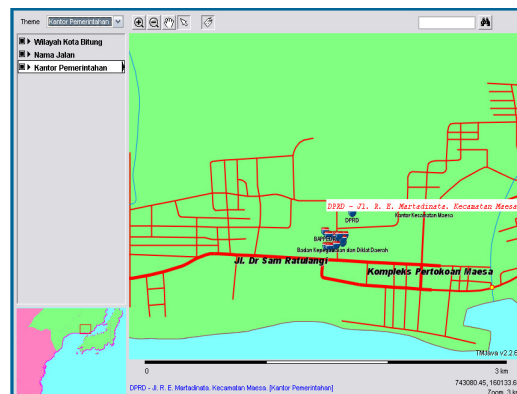 Theme Kantor Pemerintahan
Wilayah Kota Bitung
Nama Jalan
Kantor Pemerintahan
DPRD - Jl. R. E. Martadinata. Kecamatan Maesa
DPRD
Kantor Kecamatan Maesa
Badan Kepegawaian dan Diklat Daerah
Jl. Dr Sam Ratulangi
Kompleks Pertokoan Maesa
TMJava v2.2.6
0
3 km
DPRD - Jl. R. E. Martadinata. Kecamatan Maesa. [Kantor Pemerintahan]
743080.45, 160133.6
Zoom. 3 k